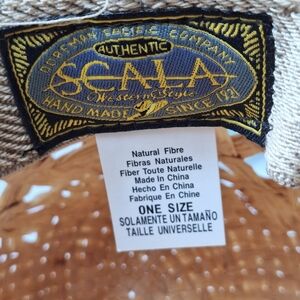 DORFMAN PACIFIC COMPANY
AUTHENTIC
SCALA
Western Style
HAND MADE SINCE 1921
Natural Fibre
Fibras Naturales
Fiber Toute Naturelle
Made In China
Hecho En China
Fabrique En Chine
ONE SIZE
SOLAMENTE UN TAMAÑO
TAILLE UNIVERSELLE